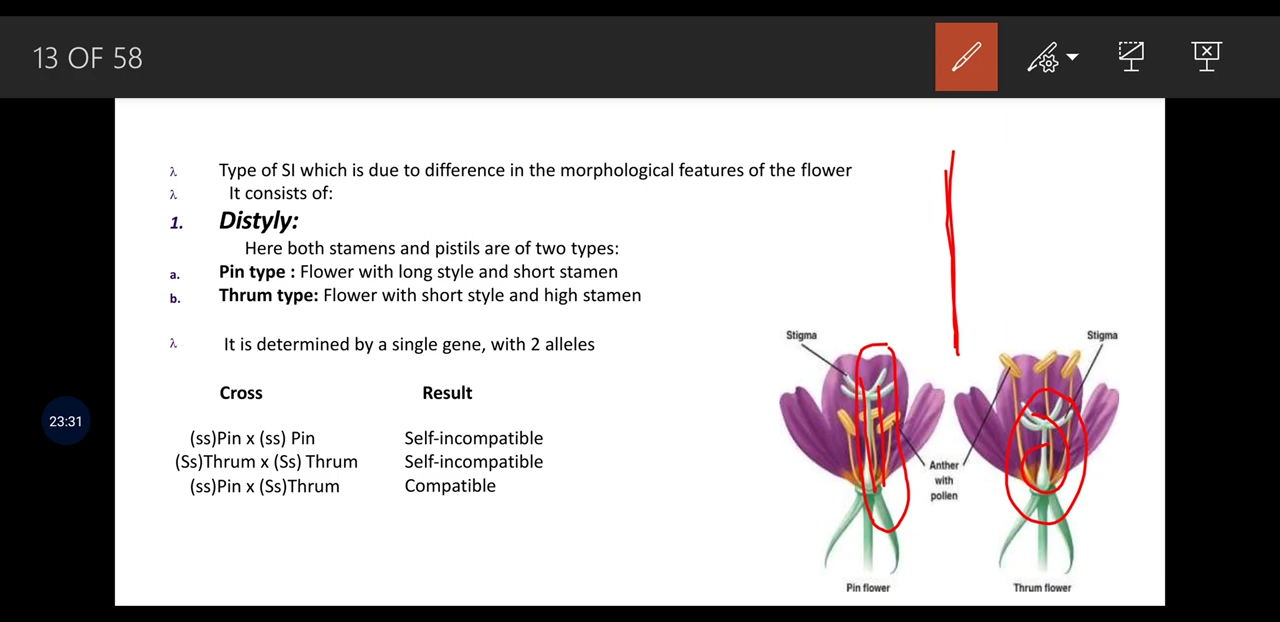 13 OF 58
λ Type of SI which is due to difference in the morphological features of the flower
λ It consists of:
1. Distyly:
Here both stamens and pistils are of two types:
a. Pin type : Flower with long style and short stamen
b. Thrum type: Flower with short style and high stamen
λ It is determined by a single gene, with 2 alleles
Cross Result
(ss)Pin x (ss) Pin Self-incompatible
(Ss)Thrum x (Ss) Thrum Self-incompatible
(ss)Pin x (Ss)Thrum Compatible
23:31
Stigma Stigma
Anther
with
pollen
Pin flower Thrum flower